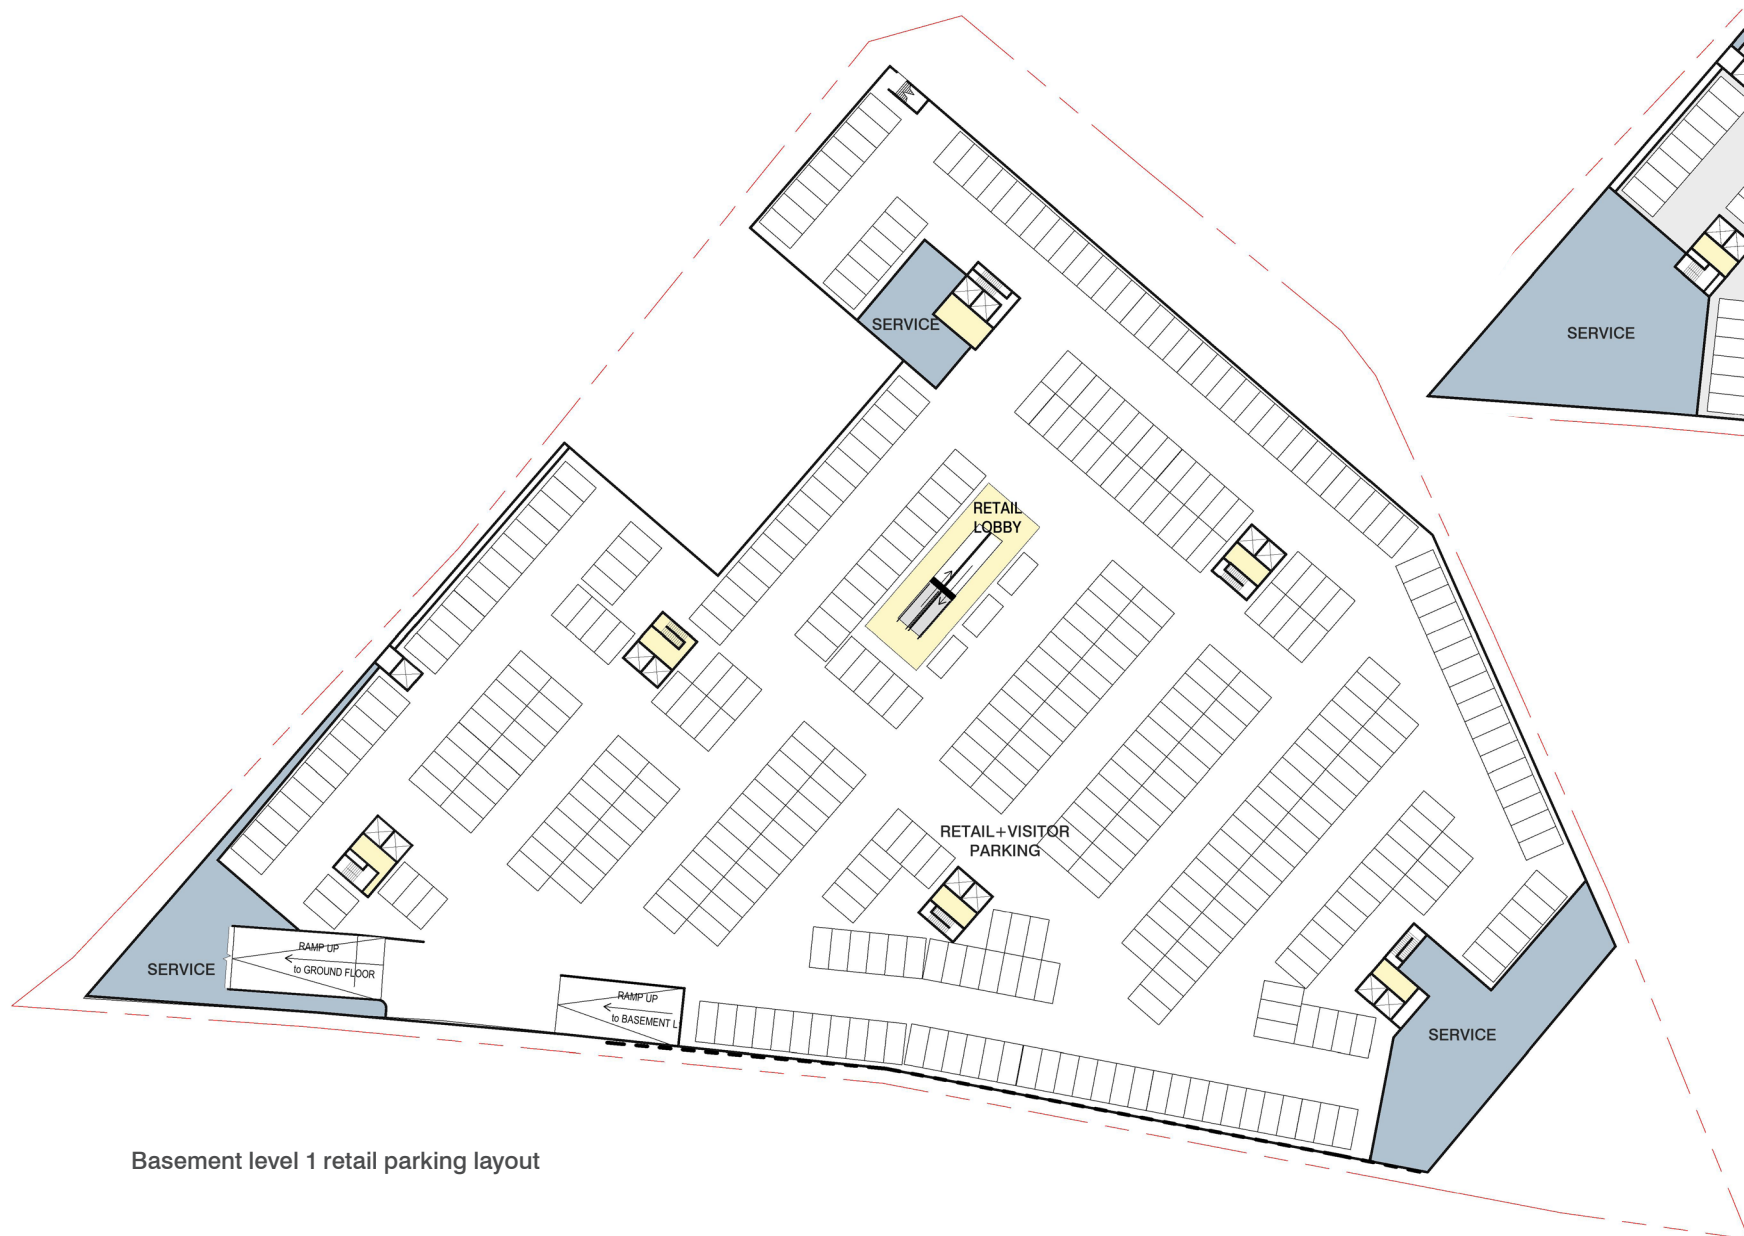 SERVICE
SERVICE
RETAIL
LOBBY
RETAIL+VISITOR
PARKING
RAMP UP
to GROUND FLOOR
SERVICE
RAMP UP
to BASEMENT L
SERVICE
Basement level 1 retail parking layout